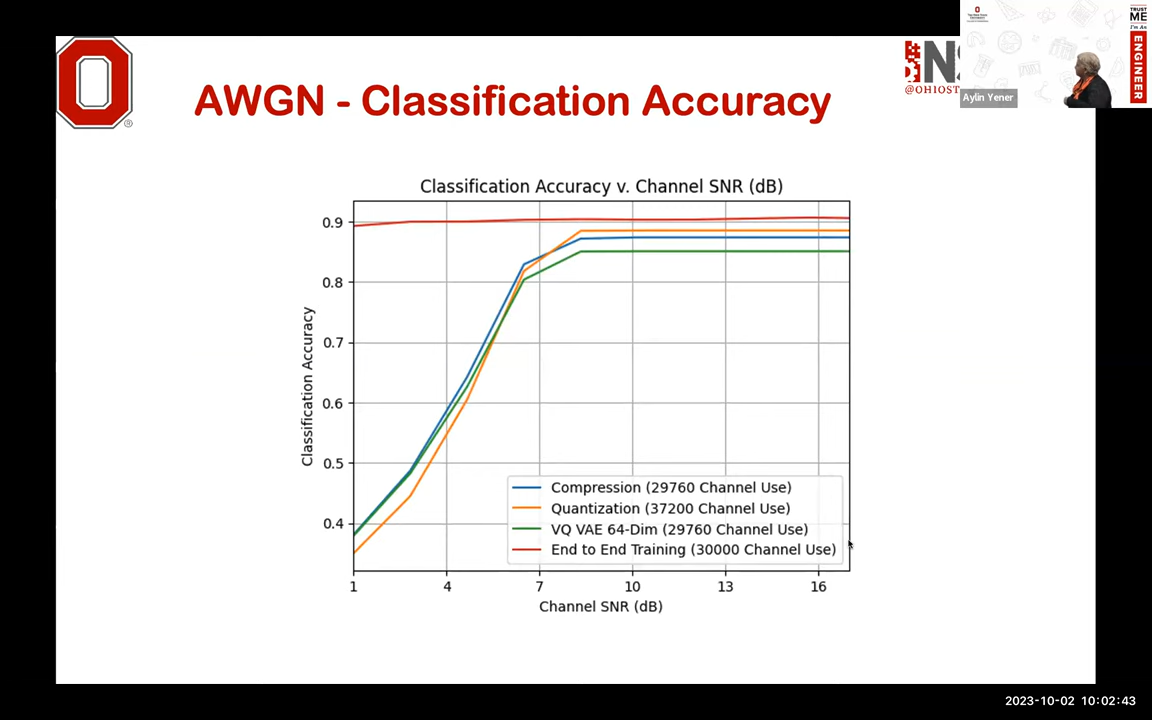 AWGN - Classification Accuracy
@OHIOST
TRUST
ME
I'm An
ENGINEER
Aylin Yener
Classification Accuracy v. Channel SNR (dB)
Classification Accuracy
0.9
0.8
0.7
0.6
0.5
0.4
Compression (29760 Channel Use)
Quantization (37200 Channel Use)
VQ VAE 64-Dim (29760 Channel Use)
End to End Training (30000 Channel Use)
1 4 7 10 13 16
Channel SNR (dB)
2023-10-02 10:02:43